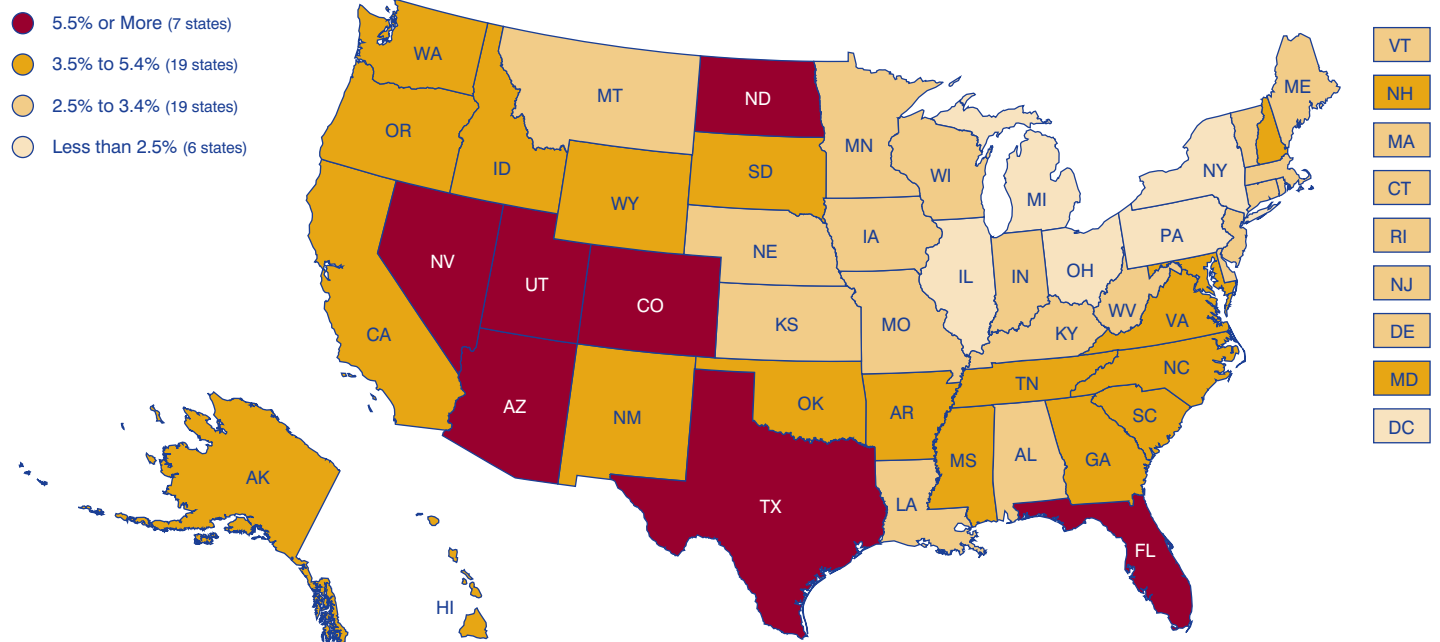 5.5% or More (7 states)
3.5% to 5.4% (19 states)
2.5% to 3.4% (19 states)
Less than 2.5% (6 states)
WA
MT
ND
MN
OR
ID
SD
WI
WY
MI
NY
ME
NV
UT
CO
NE
IA
IL
IN
OH
PA
CA
KS
MO
KY
WV
VA
AZ
NM
OK
AR
TN
NC
SC
MS
AL
GA
TX
LA
FL
AK
HI
VT
NH
MA
CT
RI
NJ
DE
MD
DC